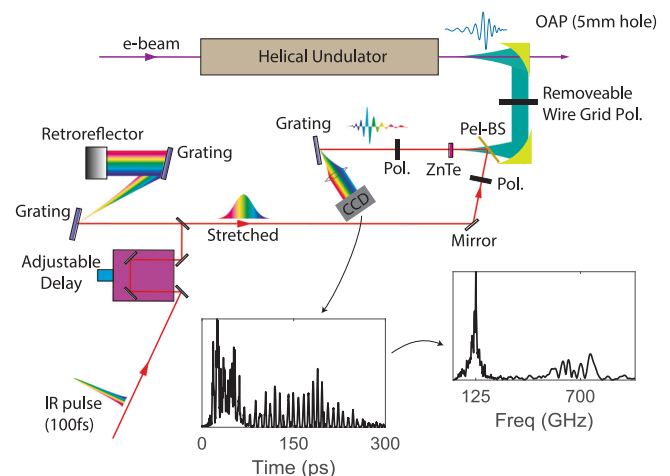 OAP (5mm hole)
e-beam
Helical Undulator
Removeable
Wire Grid Pol.
Pel-BS
Grating
Retroreflector
Grating
Pol.
ZnTe
Pol.
CCD
Grating
Stretched
Mirror
Adjustable
Delay
IR pulse
(100fs)
0 150 300
Time (ps)
125 700
Freq (GHz)